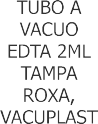 TUBO A
VACUO
EDTA 2ML
TAMPA
ROXA,
VACUPLAST